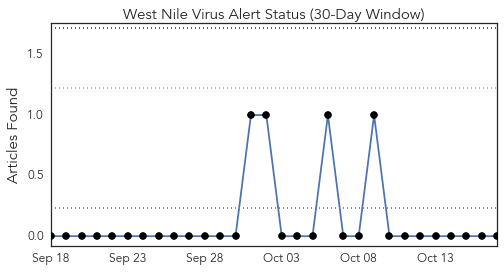 West Nile Virus Alert Status (30-Day Window)
Articles Found
1.5
1.0
0.5
0.0
Sep 18 Sep 23 Sep 28 Oct 03 Oct 08 Oct 13